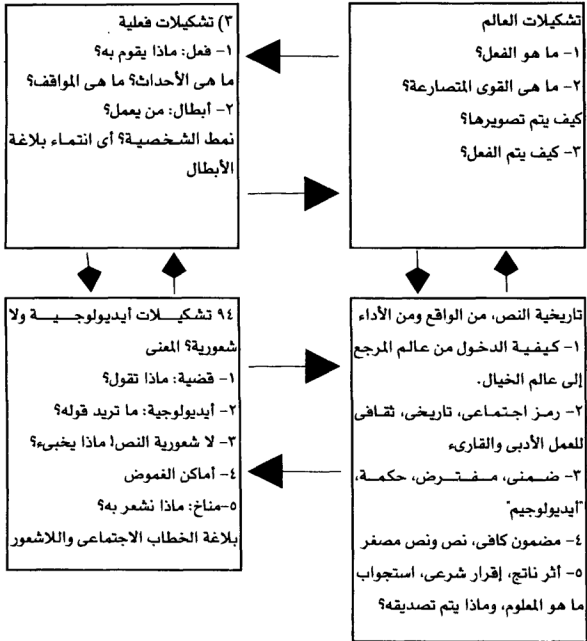 تشكيلات العالم
١- ما هو الفعل؟
٢- ما هى القوى المتصارعة؟
كيف يتم تصويرها؟
٣- كيف يتم الفعل؟
٣) تشكيلات فعلية
١- فعل: ماذا يقوم به؟
ما هى الأحداث؟ ما هى المواقف؟
٢- أبطال: من يعمل؟
نمط الشخصية؟ أى انتماء بلاغة
الأبطال
تاريخية النص، من الواقع ومن الأداء
١- كيفية الدخول من عالم المرجع
إلى عالم الخيال.
٢- رمز اجتماعى، تاريخى، ثقافى
للعمل الأدبى والقارىء
٣- ضمنى، مفترض، حكمة،
"أيديولوجيم"
٤- مضمون كافى، نص ونص مصفر
٥- أثر ناتج، إقرار شرعى، استجواب
ما هو المعلوم، وماذا يتم تصديقه؟
٩٤ تشكيلات أيديولوجية ولا
شعورية؟ المعنى
١- قضية: ماذا تقول؟
٢- أيديولوجية: ما تريد قوله؟
٣- لا شعورية النص! ماذا يخبىء؟
٤- أماكن الغموض
٥-مناخ: ماذا نشعر به؟
بلاغة الخطاب الاجتماعى واللاشعور